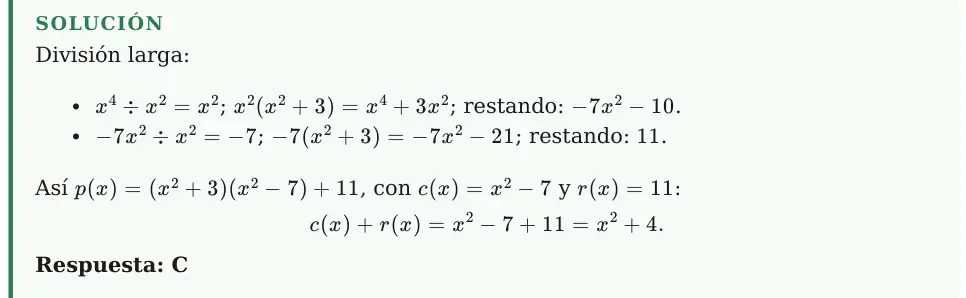 SOLUCIÓN
División larga:
• x⁴ ÷ x² = x²; x²(x² + 3) = x⁴ + 3x²; restando: −7x² − 10.
• −7x² ÷ x² = −7; −7(x² + 3) = −7x² − 21; restando: 11.
Así p(x) = (x² + 3)(x² − 7) + 11, con c(x) = x² − 7 y r(x) = 11:
c(x) + r(x) = x² − 7 + 11 = x² + 4.
Respuesta: C